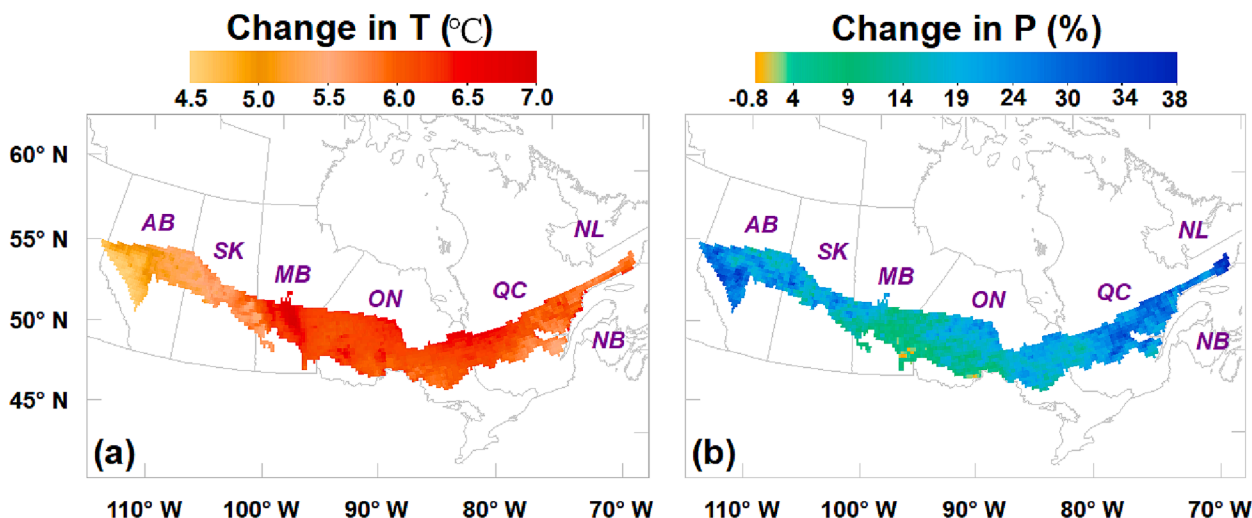 Change in T (°C)
4.5 5.0 5.5 6.0 6.5 7.0
Change in P (%)
-0.8 4 9 14 19 24 30 34 38
60° N
55° N
50° N
45° N
AB
SK
MB
ON
QC
NL
NB
(a)
110° W 100° W 90° W 80° W 70° W
AB
SK
MB
ON
QC
NL
NB
(b)
110° W 100° W 90° W 80° W 70° W